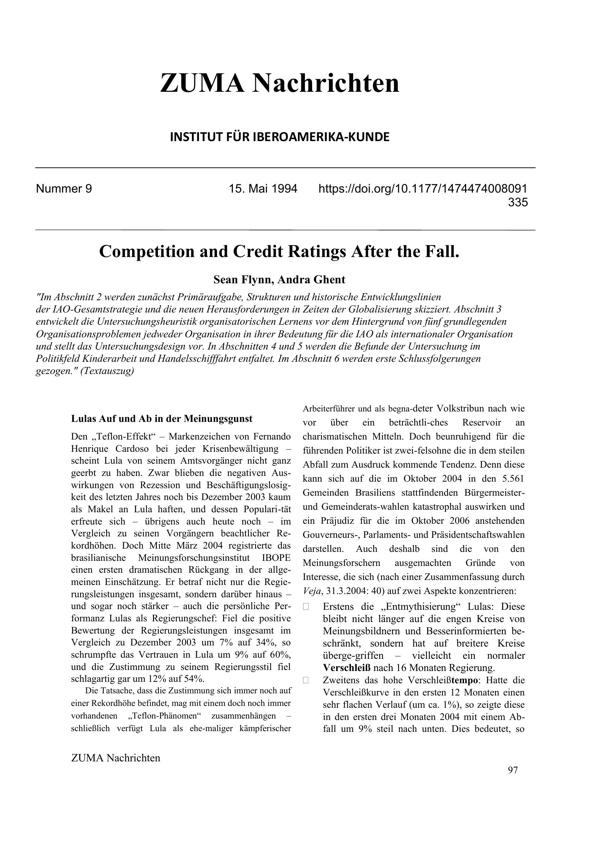 ZUMA Nachrichten
INSTITUT FÜR IBEROAMERIKA-KUNDE
Nummer 9 15. Mai 1994 https://doi.org/10.1177/1474474008091
335
Competition and Credit Ratings After the Fall.
Sean Flynn, Andra Ghent
"Im Abschnitt 2 werden zunächst Primäraufgabe, Strukturen und historische Entwicklungslinien
der IAO-Gesamtstrategie und die neuen Herausforderungen in Zeiten der Globalisierung skizziert. Abschnitt 3
entwickelt die Untersuchungsheuristik organisatorischen Lernens vor dem Hintergrund von fünf grundlegenden
Organisationsproblemen jedweder Organisation in ihrer Bedeutung für die IAO als internationaler Organisation
und stellt das Untersuchungsdesign vor. In Abschnitten 4 und 5 werden die Befunde der Untersuchung im
Politikfeld Kinderarbeit und Handelsschifffahrt entfaltet. Im Abschnitt 6 werden erste Schlussfolgerungen
gezogen." (Textauszug)
Lulas Auf und Ab in der Meinungsgunst
Den „Teflon-Effekt“ – Markenzeichen von Fernando
Henrique Cardoso bei jeder Krisenbewältigung –
scheint Lula von seinem Amtsvorgänger nicht ganz
geerbt zu haben. Zwar blieben die negativen Aus-
wirkungen von Rezession und Beschäftigungslosig-
keit des letzten Jahres noch bis Dezember 2003 kaum
als Makel an Lula haften, und dessen Populari-tät
erfreute sich – übrigens auch heute noch – im
Vergleich zu seinen Vorgängern beachtlicher Re-
kordhöhen. Doch Mitte März 2004 registrierte das
brasilianische Meinungsforschungsinstitut IBOPE
einen ersten dramatischen Rückgang in der allge-
meinen Einschätzung. Er betraf nicht nur die Regie-
rungsleistungen insgesamt, sondern darüber hinaus –
und sogar noch stärker – auch die persönliche Per-
formanz Lulas als Regierungschef: Fiel die positive
Bewertung der Regierungsleistungen insgesamt im
Vergleich zu Dezember 2003 um 7% auf 34%, so
schrumpfte das Vertrauen in Lula um 9% auf 60%,
und die Zustimmung zu seinem Regierungsstil fiel
schlagartig gar um 12% auf 54%.
Die Tatsache, dass die Zustimmung sich immer noch auf
einer Rekordhöhe befindet, mag mit einem doch noch immer
vorhandenen „Teflon-Phänomen“ zusammenhängen –
schließlich verfügt Lula als ehe-maliger kämpferischer
Arbeiterführer und als begna-deter Volkstribun nach wie
vor über ein beträchtli-ches Reservoir an
charismatischen Mitteln. Doch beunruhigend für die
führenden Politiker ist zwei-felsohne die in dem steilen
Abfall zum Ausdruck kommende Tendenz. Denn diese
kann sich auf die im Oktober 2004 in den 5.561
Gemeinden Brasiliens stattfindenden Bürgermeister-
und Gemeinderats-wahlen katastrophal auswirken und
ein Präjudiz für die im Oktober 2006 anstehenden
Gouverneurs-, Parlaments- und Präsidentschaftswahlen
darstellen. Auch deshalb sind die von den
Meinungsforschern ausgemachten Gründe von
Interesse, die sich (nach einer Zusammenfassung durch
Veja, 31.3.2004: 40) auf zwei Aspekte konzentrieren:
Erstens die „Entmythisierung“ Lulas: Diese
bleibt nicht länger auf die engen Kreise von
Meinungsbildnern und Besserinformierten be-
schränkt, sondern hat auf breitere Kreise
überge-griffen – vielleicht ein normaler
Verschleiß nach 16 Monaten Regierung.
Zweitens das hohe Verschleißtempo: Hatte die
Verschleißkurve in den ersten 12 Monaten einen
sehr flachen Verlauf (um ca. 1%), so zeigte diese
in den ersten drei Monaten 2004 mit einem Ab-
fall um 9% steil nach unten. Dies bedeutet, so
ZUMA Nachrichten
97